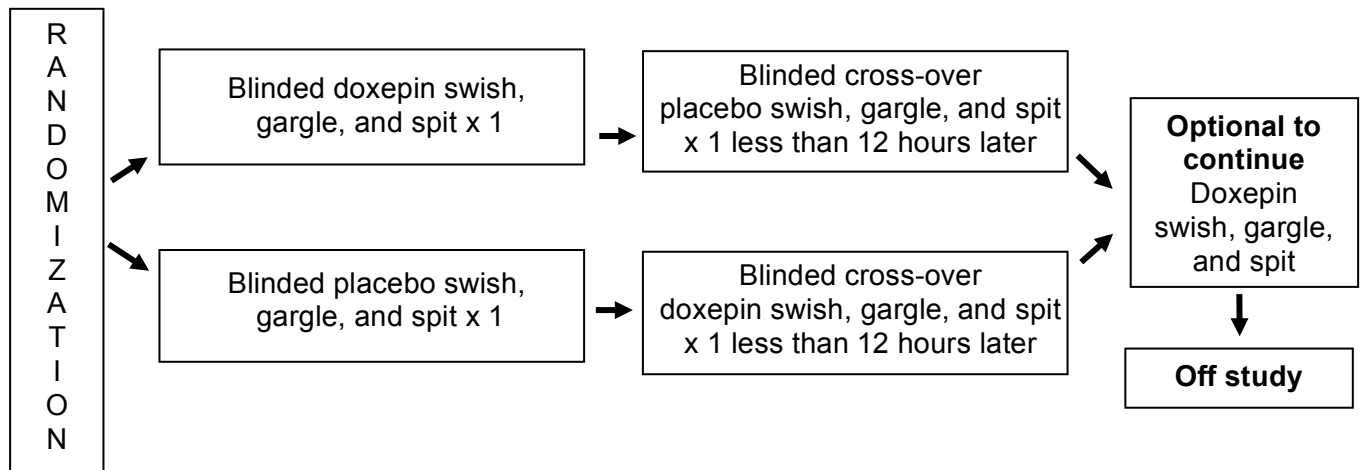 R
A
N
D
O
M
I
Z
A
T
I
O
N
Blinded doxepin swish,
gargle, and spit x 1
Blinded cross-over
placebo swish, gargle, and spit
x 1 less than 12 hours later
Blinded placebo swish,
gargle, and spit x 1
Blinded cross-over
doxepin swish, gargle, and spit
x 1 less than 12 hours later
Optional to
continue
Doxepin
swish, gargle,
and spit
Off study